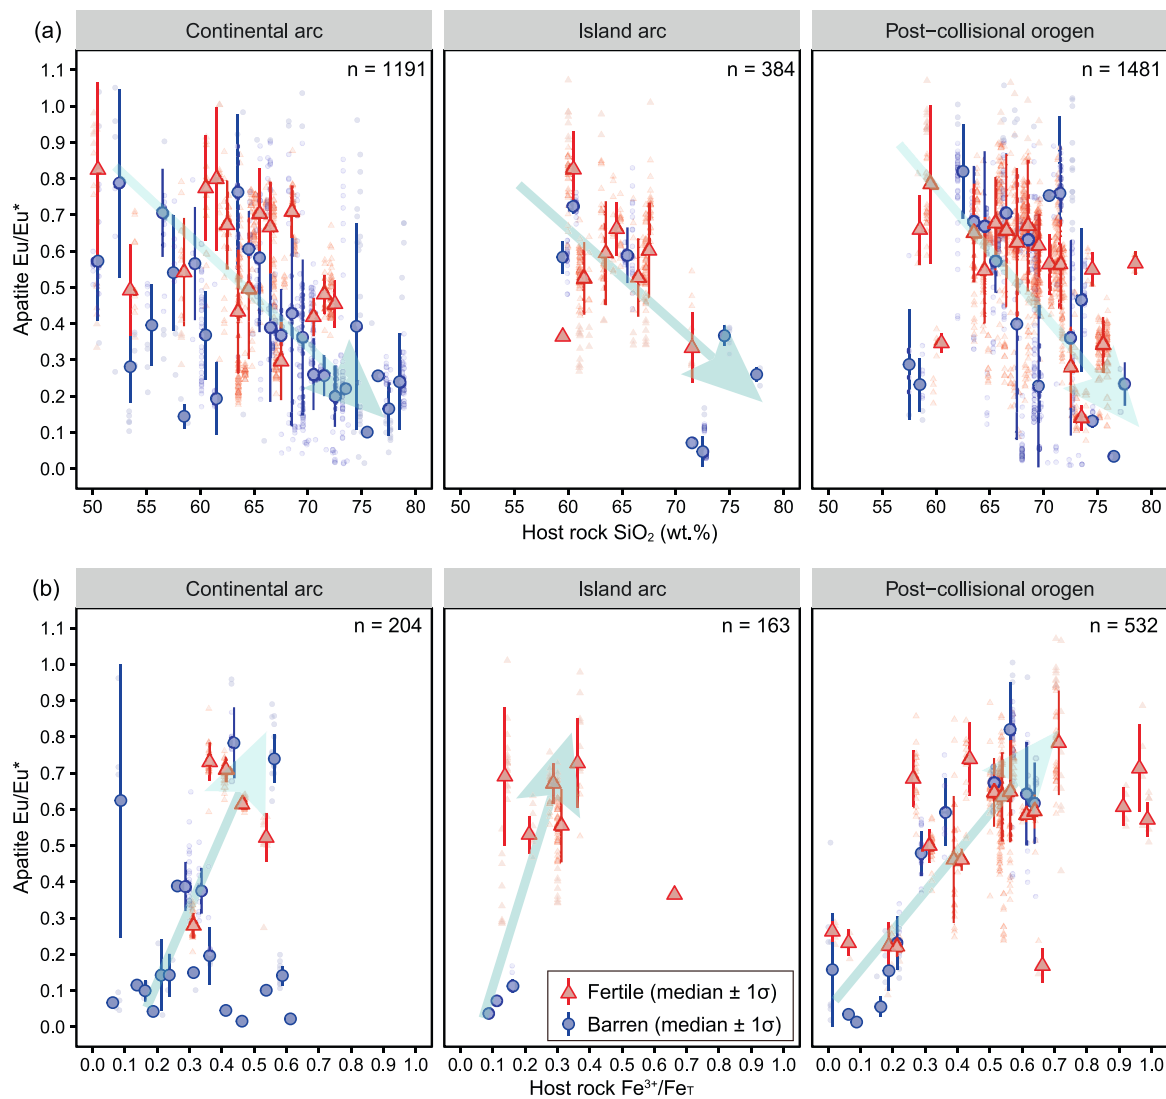 (a)
Continental arc
Island arc
Post−collisional orogen
n = 1191
n = 384
n = 1481
Apatite Eu/Eu*
1.1
1.0
0.9
0.8
0.7
0.6
0.5
0.4
0.3
0.2
0.1
0.0
50 55 60 65 70 75 80
50 55 60 65 70 75 80
50 55 60 65 70 75 80
Host rock SiO₂ (wt.%)
(b)
Continental arc
Island arc
Post−collisional orogen
n = 204
n = 163
n = 532
Apatite Eu/Eu*
1.1
1.0
0.9
0.8
0.7
0.6
0.5
0.4
0.3
0.2
0.1
0.0
Fertile (median ± 1σ)
Barren (median ± 1σ)
0.0 0.1 0.2 0.3 0.4 0.5 0.6 0.7 0.8 0.9 1.0
0.0 0.1 0.2 0.3 0.4 0.5 0.6 0.7 0.8 0.9 1.0
0.0 0.1 0.2 0.3 0.4 0.5 0.6 0.7 0.8 0.9 1.0
Host rock Fe³⁺/Feᴛ